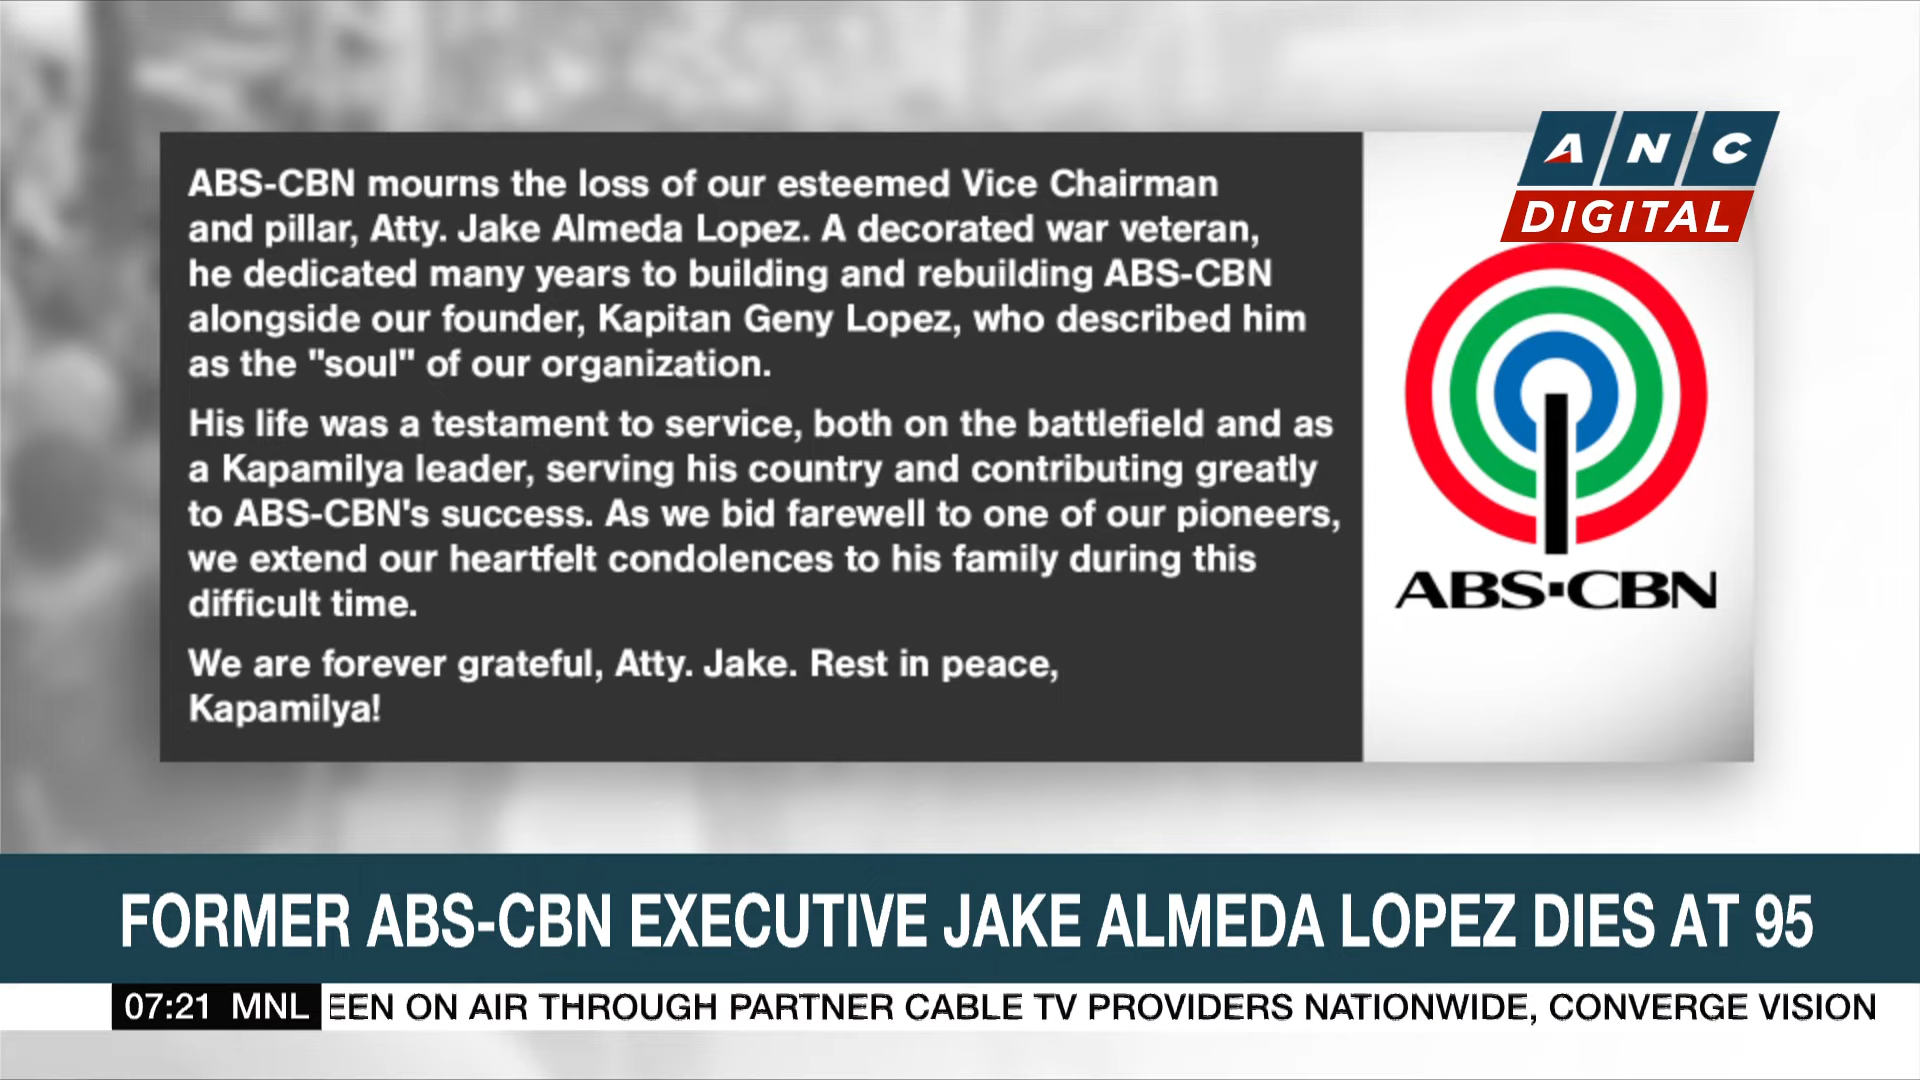 ANC
DIGITAL
ABS-CBN mourns the loss of our esteemed Vice Chairman
and pillar, Atty. Jake Almeda Lopez. A decorated war veteran,
he dedicated many years to building and rebuilding ABS-CBN
alongside our founder, Kapitan Geny Lopez, who described him
as the "soul" of our organization.
His life was a testament to service, both on the battlefield and as
a Kapamilya leader, serving his country and contributing greatly
to ABS-CBN's success. As we bid farewell to one of our pioneers,
we extend our heartfelt condolences to his family during this
difficult time.
We are forever grateful, Atty. Jake. Rest in peace,
Kapamilya!
ABS·CBN
FORMER ABS-CBN EXECUTIVE JAKE ALMEDA LOPEZ DIES AT 95
07:21 MNL EEN ON AIR THROUGH PARTNER CABLE TV PROVIDERS NATIONWIDE, CONVERGE VISION